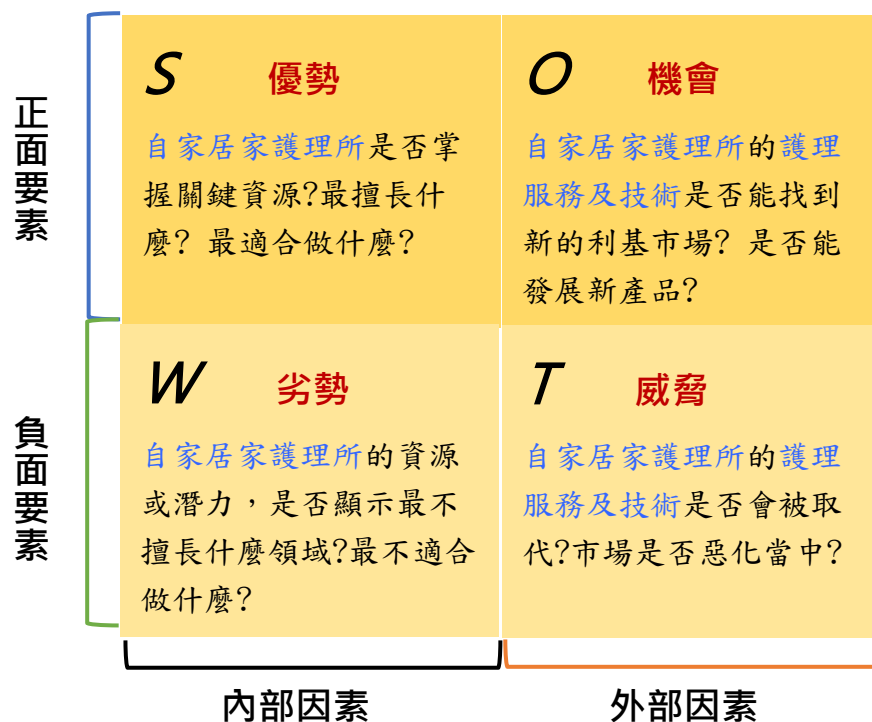 正面要素
S 優勢
自家居家護理所是否掌
握關鍵資源?最擅長什
麼? 最適合做什麼?
O 機會
自家居家護理所的護理
服務及技術是否能找到
新的利基市場? 是否能
發展新產品?
負面要素
W 劣勢
自家居家護理所的資源
或潛力，是否顯示最不
擅長什麼領域?最不適合
做什麼?
T 威脅
自家居家護理所的護理
服務及技術是否會被取
代?市場是否惡化當中?
內部因素
外部因素